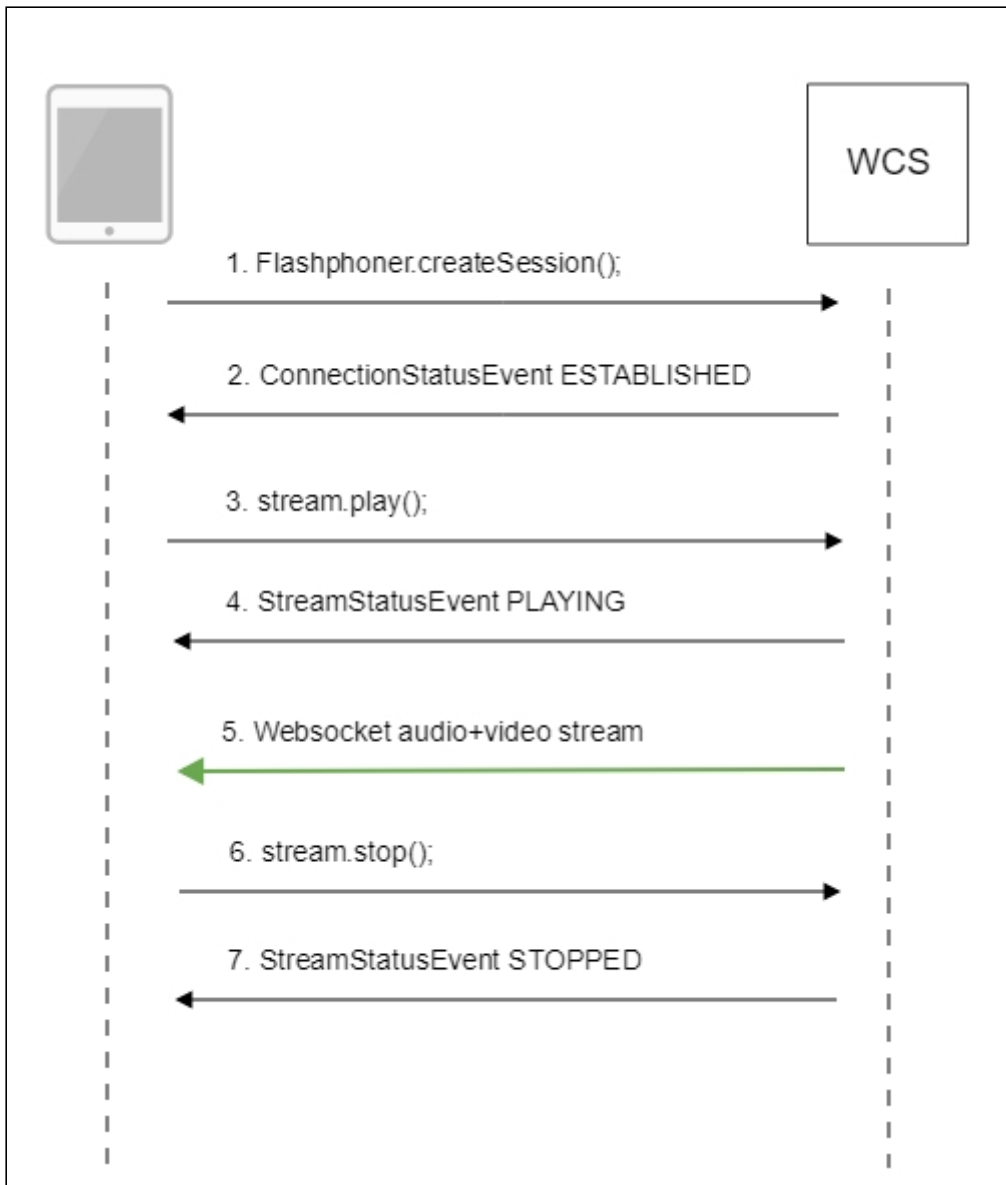 WCS
1. Flashphoner.createSession();
2. ConnectionStatusEvent ESTABLISHED
3. stream.play();
4. StreamStatusEvent PLAYING
5. Websocket audio+video stream
6. stream.stop();
7. StreamStatusEvent STOPPED